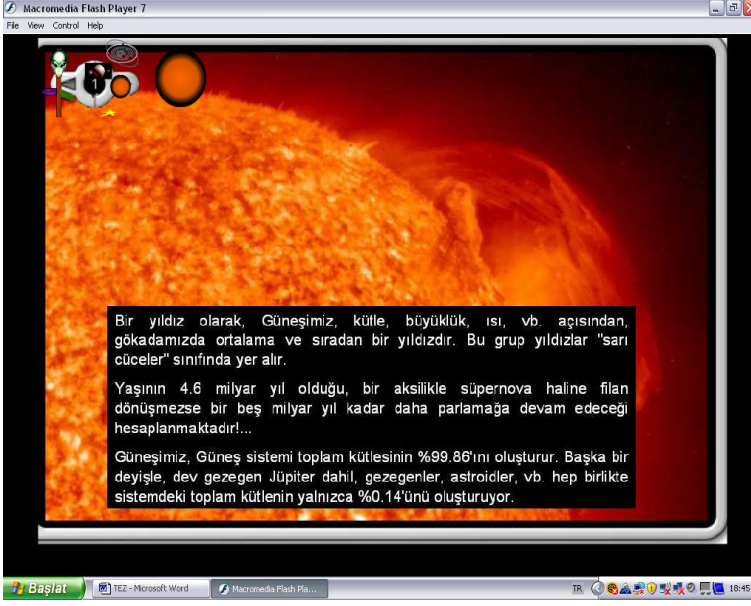 Macromedia Flash Player 7
File View Control Help
1
Bir yıldız olarak, Güneşimiz, kütle, büyüklük, ısı, vb. açısından,
gökadamızda ortalama ve sıradan bir yıldızdır. Bu grup yıldızlar "sarı
cüceler" sınıfında yer alır.
Yaşının 4.6 milyar yıl olduğu, bir aksilikle süpernova haline filan
dönüşmezse bir beş milyar yıl kadar daha parlamağa devam edeceği
hesaplanmaktadır!...
Güneşimiz, Güneş sistemi toplam kütlesinin %99.86'ını oluşturur. Başka bir
deyişle, dev gezegen Jüpiter dahil, gezegenler, astroidler, vb. hep birlikte
sistemdeki toplam kütlenin yalnızca %0.14'ünü oluşturuyor.
Başlat TEZ - Microsoft Word Macromedia Flash Pla... TR 18:45